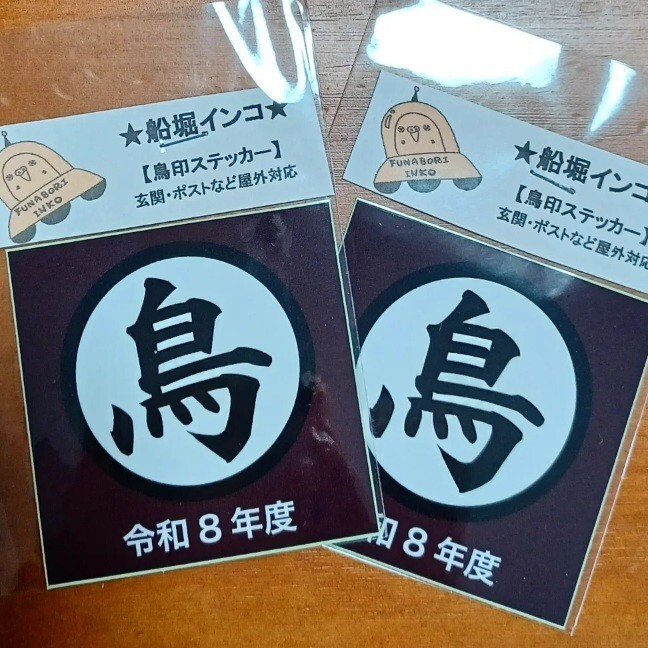 ★船堀インコ★
【鳥印ステッカー】
玄関・ポストなど屋外対応
FUNABORI
INKO
鳥
令和8年度
★船堀インコ
【鳥印ステッカー】
玄関・ポストなど屋外対応
FUNABORI
INKO
鳥
和8年度